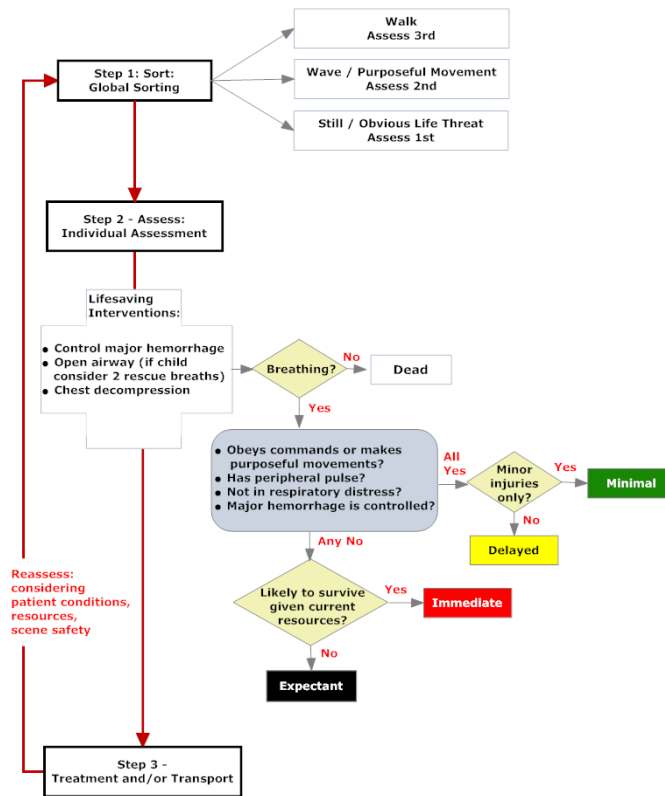 Walk
Assess 3rd
Step 1: Sort:
Global Sorting
Wave / Purposeful Movement
Assess 2nd
Still / Obvious Life Threat
Assess 1st
Step 2 - Assess:
Individual Assessment
Lifesaving
Interventions:
• Control major hemorrhage
• Open airway (if child
consider 2 rescue breaths)
• Chest decompression
Breathing?
No
Dead
Yes
• Obeys commands or makes
purposeful movements?
• Has peripheral pulse?
• Not in respiratory distress?
• Major hemorrhage is controlled?
All
Yes
Minor
injuries
only?
Yes
Minimal
No
Delayed
Any No
Likely to survive
given current
resources?
Yes
Immediate
No
Expectant
Reassess:
considering
patient conditions,
resources,
scene safety
Step 3 -
Treatment and/or Transport